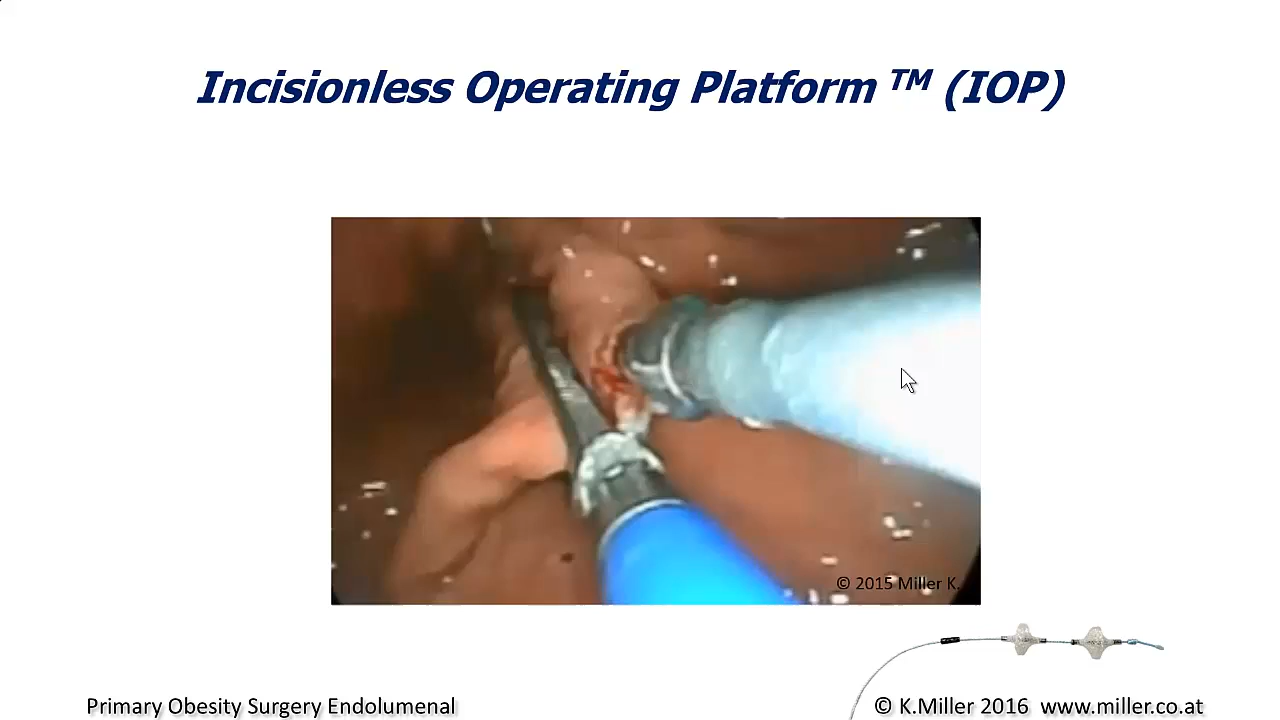 Incisionless Operating Platform ™ (IOP)
© 2015 Miller K.
Primary Obesity Surgery Endolumenal
© K.Miller 2016 www.miller.co.at